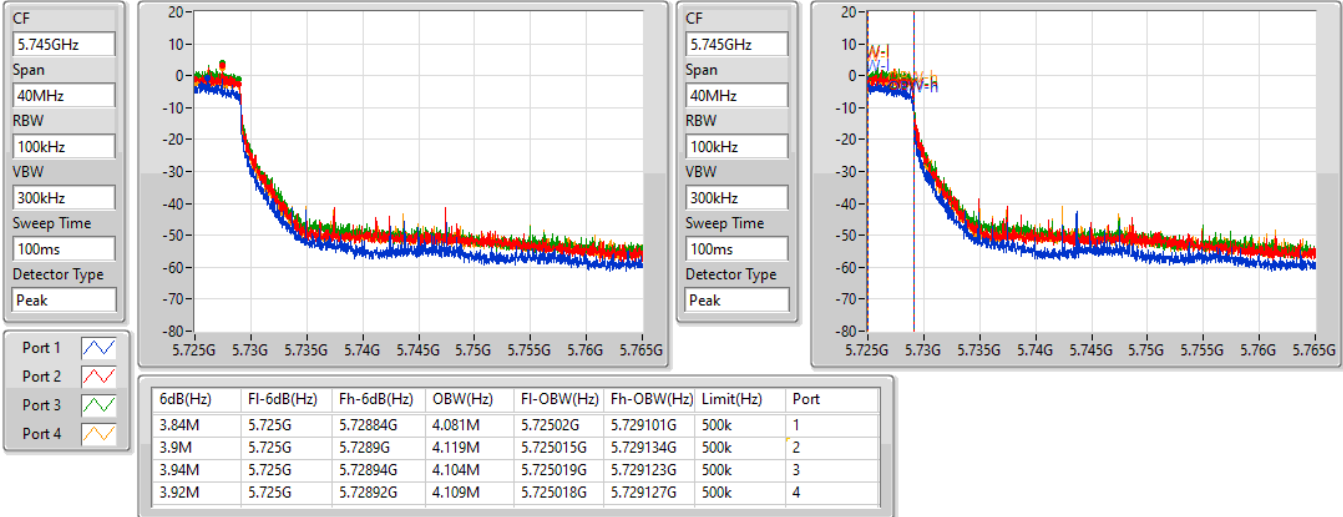 CF
5.745GHz
Span
40MHz
RBW
100kHz
VBW
300kHz
Sweep Time
100ms
Detector Type
Peak
Port 1
Port 2
Port 3
Port 4
20
10
0
-10
-20
-30
-40
-50
-60
-70
-80
5.725G 5.73G 5.735G 5.74G 5.745G 5.75G 5.755G 5.76G 5.765G
CF
5.745GHz
Span
40MHz
RBW
100kHz
VBW
300kHz
Sweep Time
100ms
Detector Type
Peak
20
10
0
-10
-20
-30
-40
-50
-60
-70
-80
5.725G 5.73G 5.735G 5.74G 5.745G 5.75G 5.755G 5.76G 5.765G
6dB(Hz) Fl-6dB(Hz) Fh-6dB(Hz) OBW(Hz) Fl-OBW(Hz) Fh-OBW(Hz) Limit(Hz) Port
3.84M 5.725G 5.72884G 4.081M 5.72502G 5.729101G 500k 1
3.9M 5.725G 5.7289G 4.119M 5.725015G 5.729134G 500k 2
3.94M 5.725G 5.72894G 4.104M 5.725019G 5.729123G 500k 3
3.92M 5.725G 5.72892G 4.109M 5.725018G 5.729127G 500k 4